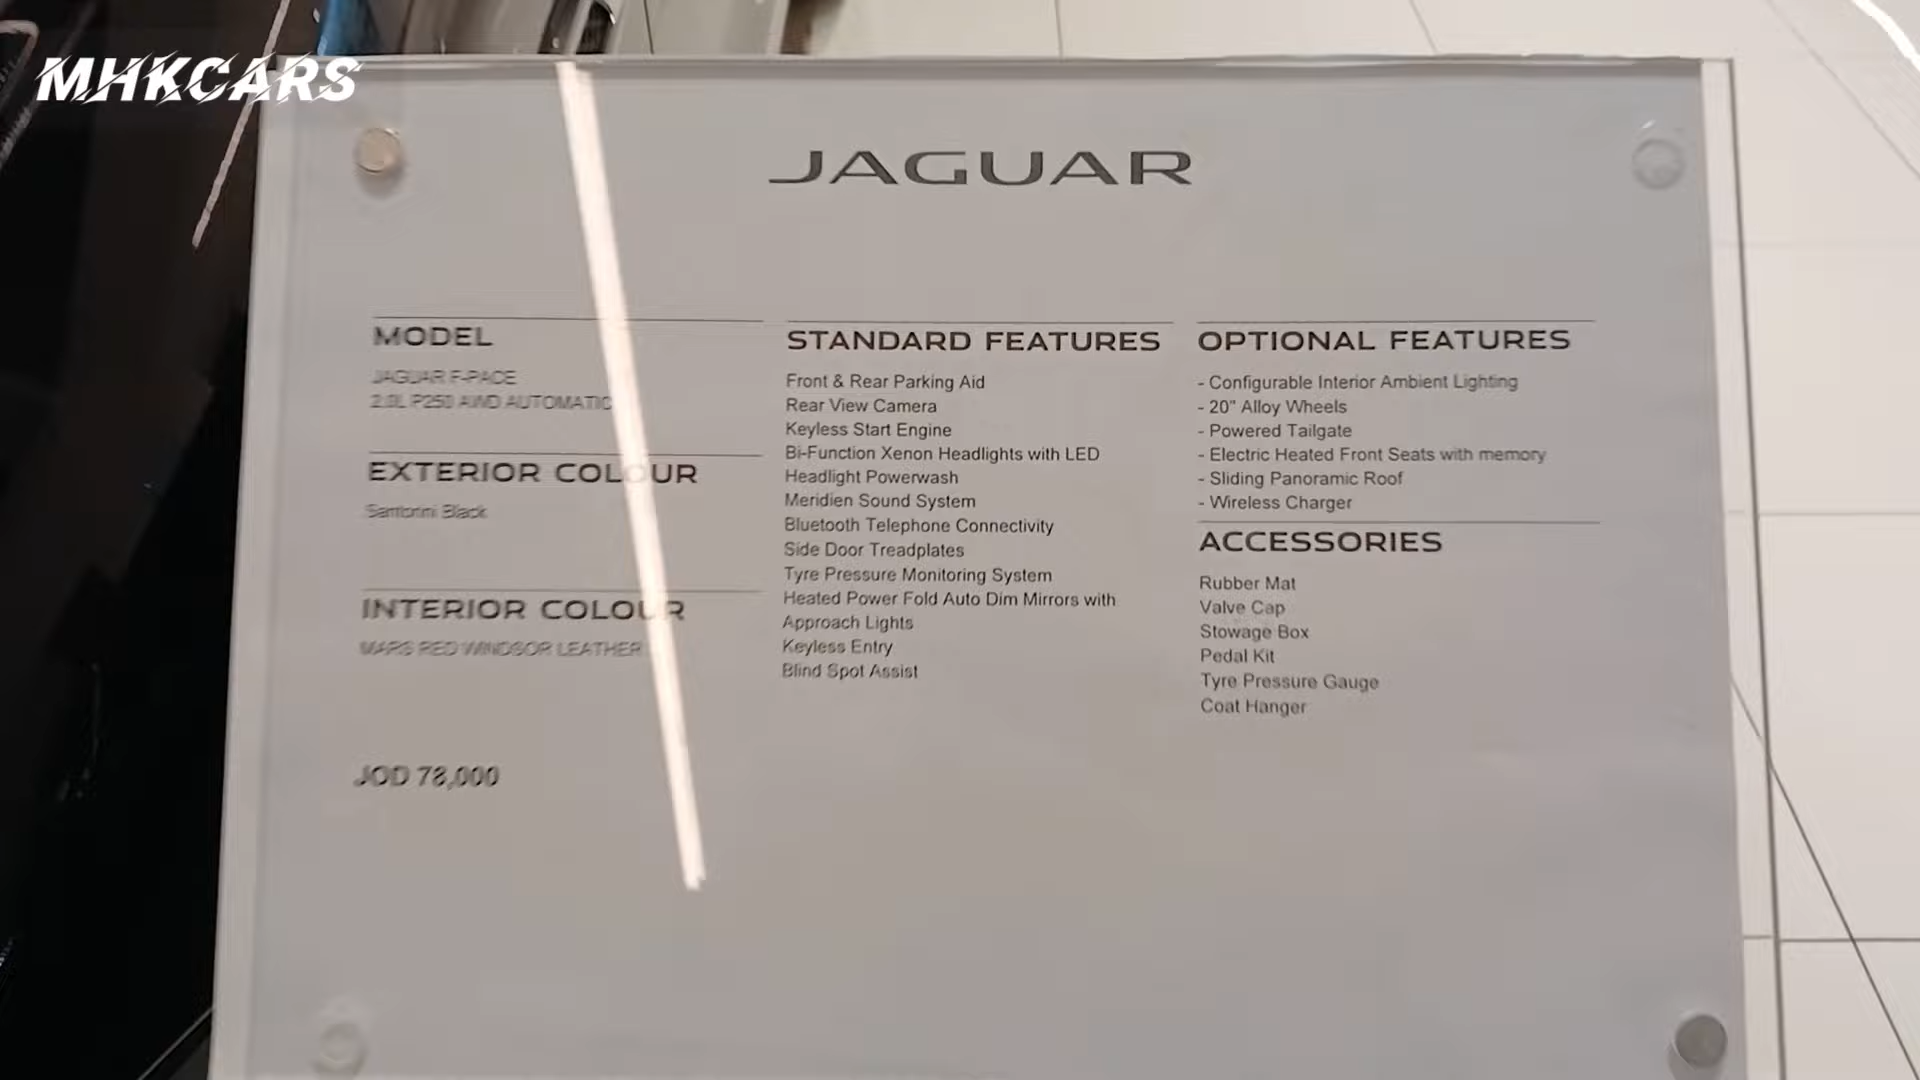 MHKCARS
JAGUAR
MODEL
JAGUAR F-PACE
2.0L P250 AWD AUTOMATIC
EXTERIOR COLOUR
Santorini Black
INTERIOR COLOUR
MARS RED WINDSOR LEATHER
JOD 78,000
STANDARD FEATURES
Front & Rear Parking Aid
Rear View Camera
Keyless Start Engine
Bi-Function Xenon Headlights with LED
Headlight Powerwash
Meridien Sound System
Bluetooth Telephone Connectivity
Side Door Treadplates
Tyre Pressure Monitoring System
Heated Power Fold Auto Dim Mirrors with
Approach Lights
Keyless Entry
Blind Spot Assist
OPTIONAL FEATURES
- Configurable Interior Ambient Lighting
- 20" Alloy Wheels
- Powered Tailgate
- Electric Heated Front Seats with memory
- Sliding Panoramic Roof
- Wireless Charger
ACCESSORIES
Rubber Mat
Valve Cap
Stowage Box
Pedal Kit
Tyre Pressure Gauge
Coat Hanger